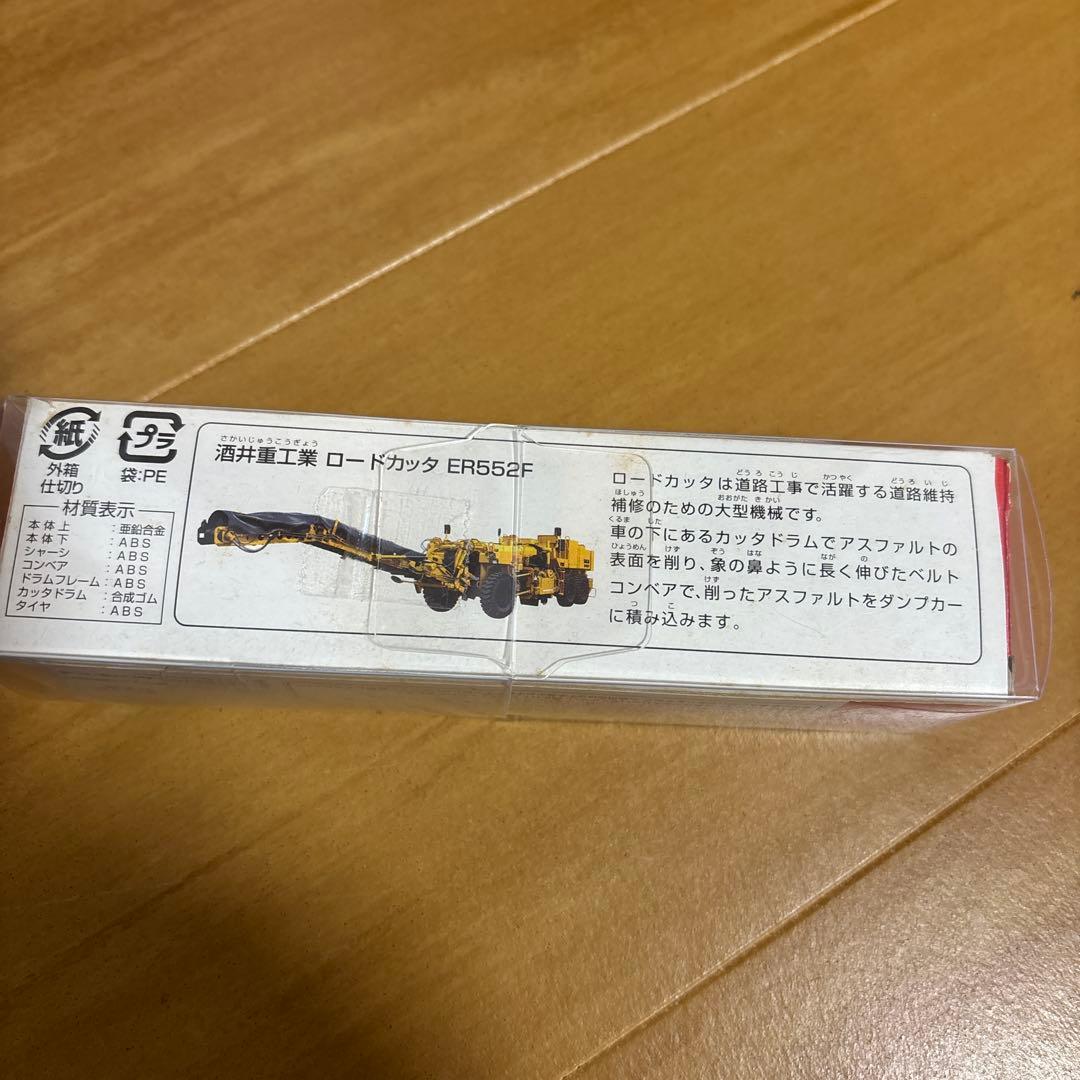 紙
外箱
仕切り
プラ
袋:PE
材質表示
本体上:亜鉛合金
本体下:ABS
シャーシ:ABS
コンベア:ABS
ドラムフレーム:ABS
カッタドラム:合成ゴム
タイヤ:ABS
さかいじゅうこうぎょう
酒井重工業 ロードカッタ ER552F
どうろこうじ かつやく どうろいじ
ロードカッタは道路工事で活躍する道路維持
ほしゅう おおがたきかい
補修のための大型機械です。
くるま した
車の下にあるカッタドラムでアスファルトの
ひょうめん けず ぞう はな なが の
表面を削り、象の鼻ように長く伸びたベルト
けず
コンベアで、削ったアスファルトをダンプカー
つ こ
に積み込みます。